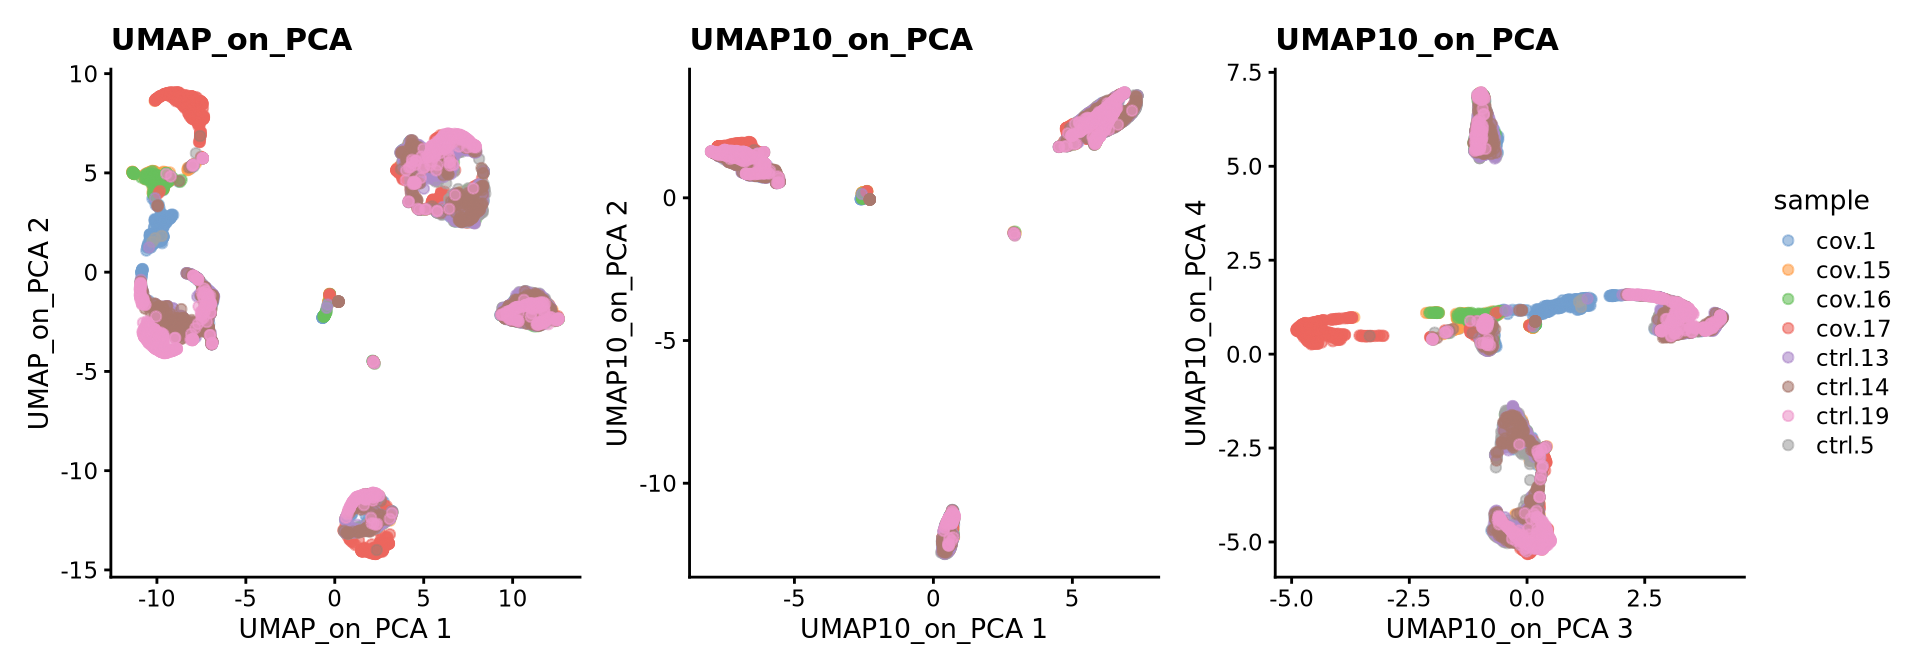 UMAP_on_PCA
10
5
0
-5
-10
-15
-10
-5
0
5
10
UMAP_on_PCA 1
UMAP_on_PCA 2
UMAP10_on_PCA
0
-5
-10
-5
0
5
UMAP10_on_PCA 1
UMAP10_on_PCA 2
UMAP10_on_PCA
7.5
5.0
2.5
0.0
-2.5
-5.0
-5.0
-2.5
0.0
2.5
UMAP10_on_PCA 3
UMAP10_on_PCA 4
sample
cov.1
cov.15
cov.16
cov.17
ctrl.13
ctrl.14
ctrl.19
ctrl.5